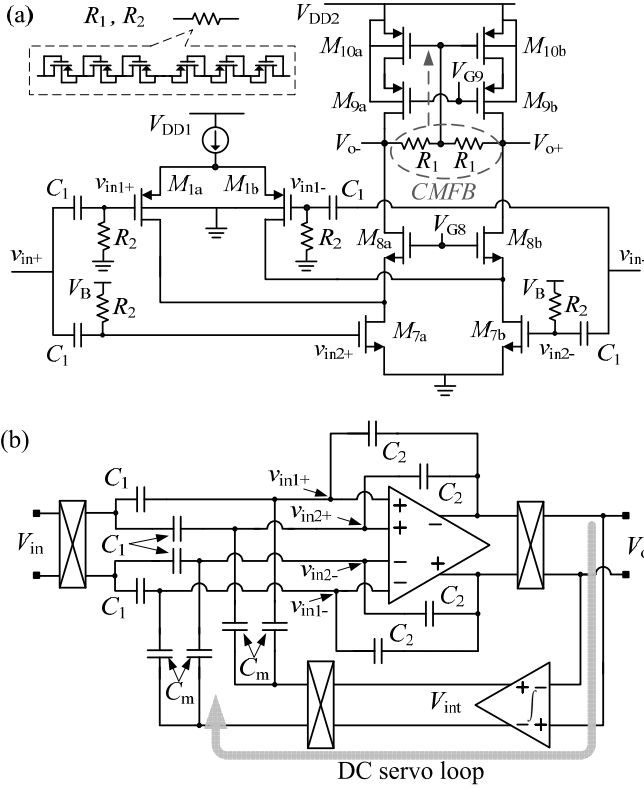 (a)
R1 , R2
VDD2
M10a
M10b
VG9
M9a
M9b
VDD1
Vo-
Vo+
R1
R1
CMFB
C1
vin1+
M1a
M1b
vin1-
C1
R2
R2
VG8
M8a
M8b
vin+
vin-
VB
R2
VB
R2
C1
vin2+
M7a
M7b
vin2-
C1
(b)
C2
C1
vin1+
C2
vin2+
+
+
−
Vin
C1
Vo
−
−
+
vin2-
C1
vin1-
C2
C2
Cm
Cm
Vint
+
−
∫
−
+
DC servo loop